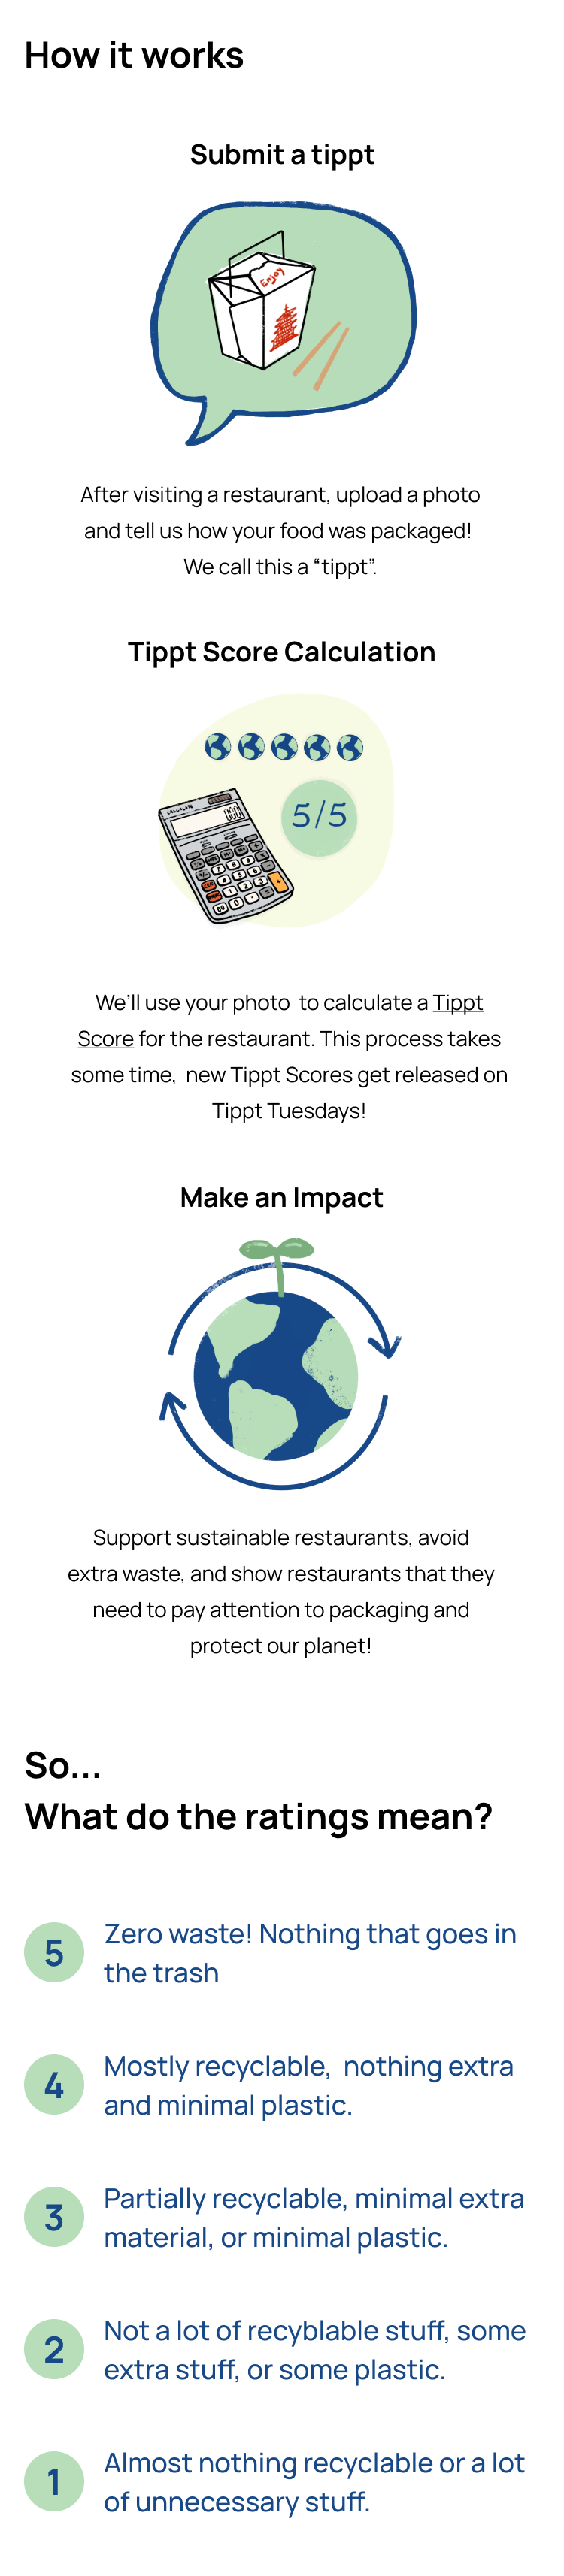 How it works
Submit a tippt
Enjoy
After visiting a restaurant, upload a photo
and tell us how your food was packaged!
We call this a “tippt”.
Tippt Score Calculation
5/5
We’ll use your photo  to calculate a Tippt
Score for the restaurant. This process takes
some time,  new Tippt Scores get released on
Tippt Tuesdays!
Make an Impact
Support sustainable restaurants, avoid
extra waste, and show restaurants that they
need to pay attention to packaging and
protect our planet!
So...
What do the ratings mean?
5 Zero waste! Nothing that goes in
the trash
4 Mostly recyclable,  nothing extra
and minimal plastic.
3 Partially recyclable, minimal extra
material, or minimal plastic.
2 Not a lot of recyblable stuff, some
extra stuff, or some plastic.
1 Almost nothing recyclable or a lot
of unnecessary stuff.